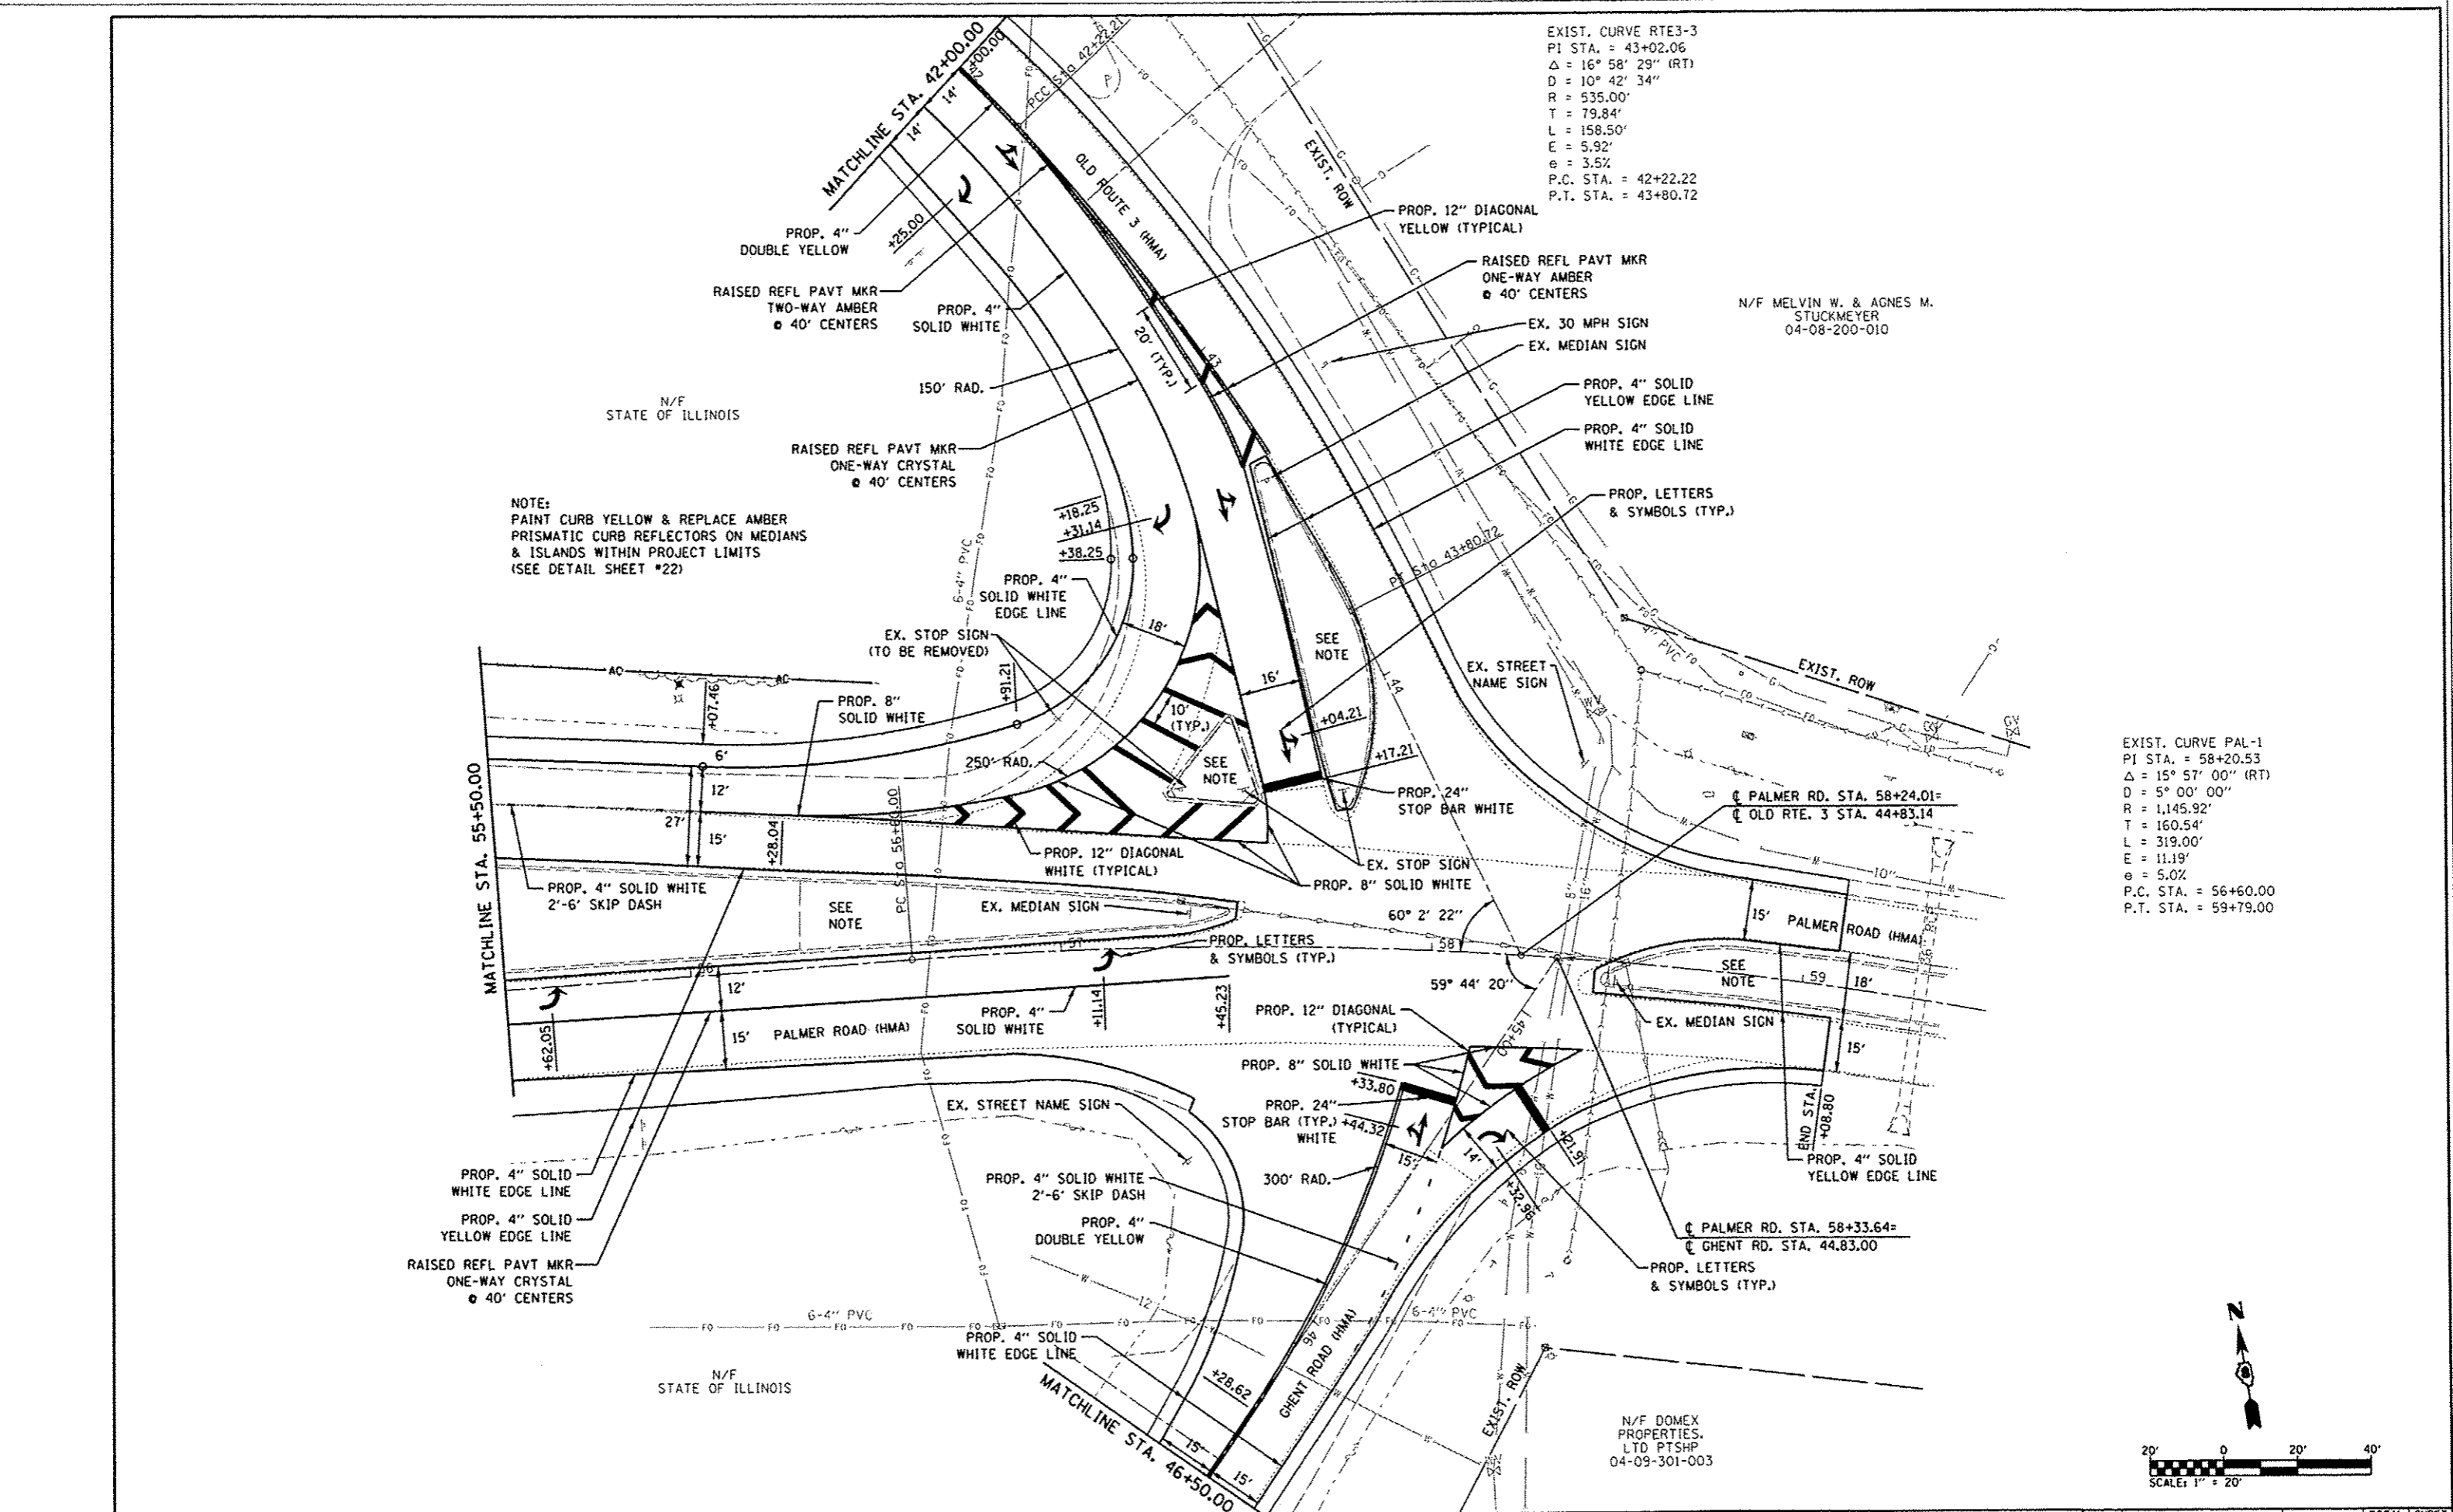 MATCHLINE STA. 42+00.00
42+00.00
14'
14'
PCC Sta 42+22.21
EXIST. CURVE RTE3-3
PI STA. = 43+02.06
Δ = 16° 58' 29" (RT)
D = 10° 42' 34"
R = 535.00'
T = 79.84'
L = 158.50'
E = 5.92'
e = 3.5%
P.C. STA. = 42+22.22
P.T. STA. = 43+80.72
OLD ROUTE 3 (HMA)
EXIST. ROW
+25.00
PROP. 4"
DOUBLE YELLOW
PROP. 12" DIAGONAL
YELLOW (TYPICAL)
RAISED REFL PAVT MKR
TWO-WAY AMBER
@ 40' CENTERS
PROP. 4"
SOLID WHITE
RAISED REFL PAVT MKR
ONE-WAY AMBER
@ 40' CENTERS
N/F MELVIN W. & AGNES M.
STUCKMEYER
04-08-200-010
20' (TYP.)
43
EX. 30 MPH SIGN
EX. MEDIAN SIGN
150' RAD.
PROP. 4" SOLID
YELLOW EDGE LINE
N/F
STATE OF ILLINOIS
PROP. 4" SOLID
WHITE EDGE LINE
RAISED REFL PAVT MKR
ONE-WAY CRYSTAL
@ 40' CENTERS
PROP. LETTERS
& SYMBOLS (TYP.)
NOTE:
PAINT CURB YELLOW & REPLACE AMBER
PRISMATIC CURB REFLECTORS ON MEDIANS
& ISLANDS WITHIN PROJECT LIMITS
(SEE DETAIL SHEET #22)
+18.25
+31.14
+38.25
6-4" PVC
PT Sta 43+80.72
PROP. 4"
SOLID WHITE
EDGE LINE
18'
EX. STOP SIGN
(TO BE REMOVED)
SEE
NOTE
4" PVC
EXIST. ROW
EX. STREET
NAME SIGN
16'
44
+91.21
+07.46
PROP. 8"
SOLID WHITE
10'
(TYP.)
+04.21
+17.21
6'
250' RAD.
SEE
NOTE
MATCHLINE STA. 55+50.00
12'
27'
15'
+28.04
PC Sta 56+60.00
PROP. 24"
STOP BAR WHITE
℄ PALMER RD. STA. 58+24.01=
℄ OLD RTE. 3 STA. 44+83.14
EXIST. CURVE PAL-1
PI STA. = 58+20.53
Δ = 15° 57' 00" (RT)
D = 5° 00' 00"
R = 1,145.92'
T = 160.54'
L = 319.00'
E = 11.19'
e = 5.0%
P.C. STA. = 56+60.00
P.T. STA. = 59+79.00
PROP. 12" DIAGONAL
WHITE (TYPICAL)
EX. STOP SIGN
PROP. 8" SOLID WHITE
PROP. 4" SOLID WHITE
2'-6' SKIP DASH
SEE
NOTE
EX. MEDIAN SIGN
60° 2' 22"
8"
6"
10"
15'
PALMER ROAD (HMA)
56
57
58
59
PROP. LETTERS
& SYMBOLS (TYP.)
SEE
NOTE
18'
12'
+62.05
15'
PALMER ROAD (HMA)
PROP. 4"
SOLID WHITE
+11.14
+45.23
59° 44' 20"
PROP. 12" DIAGONAL
(TYPICAL)
45+00
EX. MEDIAN SIGN
15'
PROP. 8" SOLID WHITE
+33.80
EX. STREET NAME SIGN
PROP. 24"
STOP BAR (TYP.)
WHITE
+44.32
15'
14'
+21.91
END STA.
+08.80
PROP. 4" SOLID
YELLOW EDGE LINE
PROP. 4" SOLID
WHITE EDGE LINE
PROP. 4" SOLID WHITE
2'-6' SKIP DASH
300' RAD.
+32.96
PROP. 4" SOLID
YELLOW EDGE LINE
PROP. 4"
DOUBLE YELLOW
℄ PALMER RD. STA. 58+33.64=
℄ GHENT RD. STA. 44.83.00
RAISED REFL PAVT MKR
ONE-WAY CRYSTAL
@ 40' CENTERS
PROP. LETTERS
& SYMBOLS (TYP.)
12"
6-4" PVC
6-4" PVC
46
PROP. 4" SOLID
WHITE EDGE LINE
N/F
STATE OF ILLINOIS
+28.62
GHENT ROAD (HMA)
EXIST. ROW
MATCHLINE STA. 46+50.00
15'
15'
N/F DOMEX
PROPERTIES.
LTD PTSHP
04-09-301-003
N
20' 0 20' 40'
SCALE: 1" = 20'